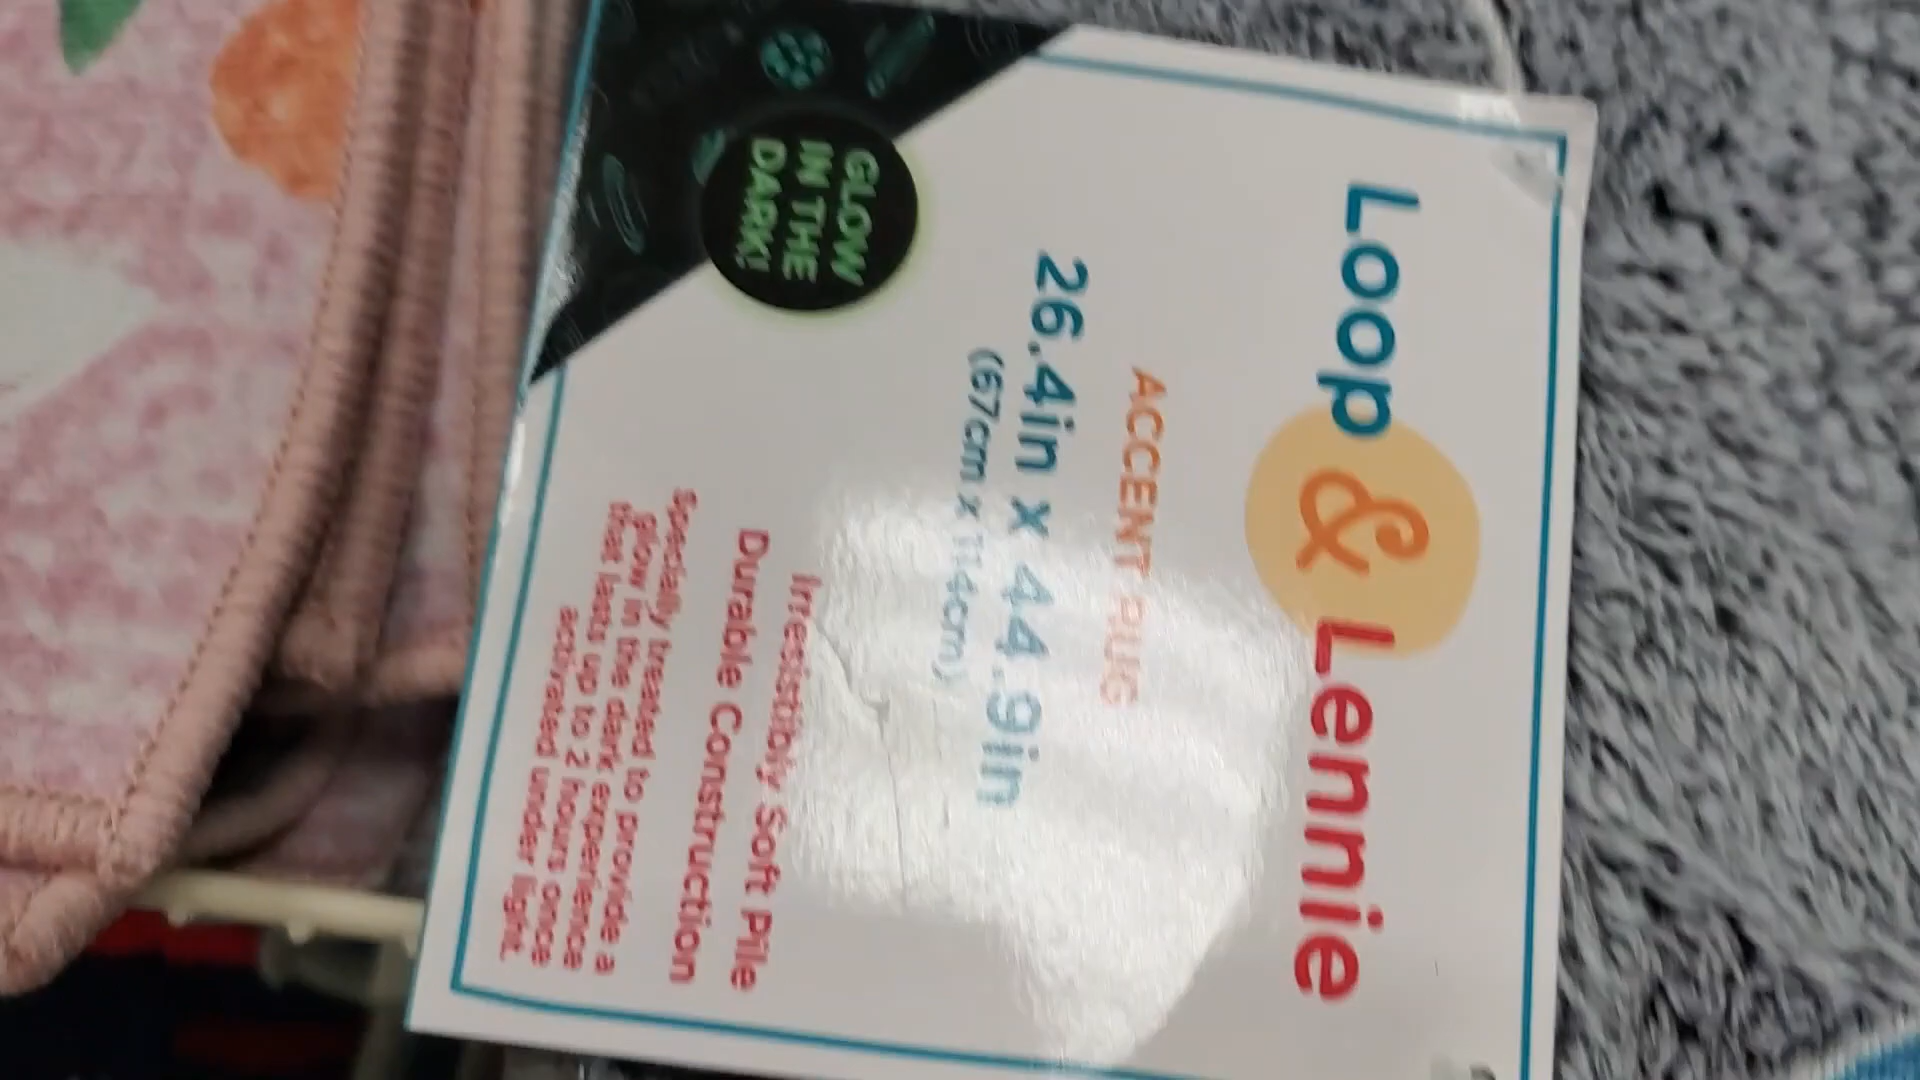 Loop & Lennie
ACCENT RUG
26.4in x 44.9in
(67cm x 114cm)
GLOW
IN THE
DARK!
Irresistibly Soft Pile
Durable Construction
Specially treated to provide a
glow in the dark experience
that lasts up to 2 hours once
activated under light.